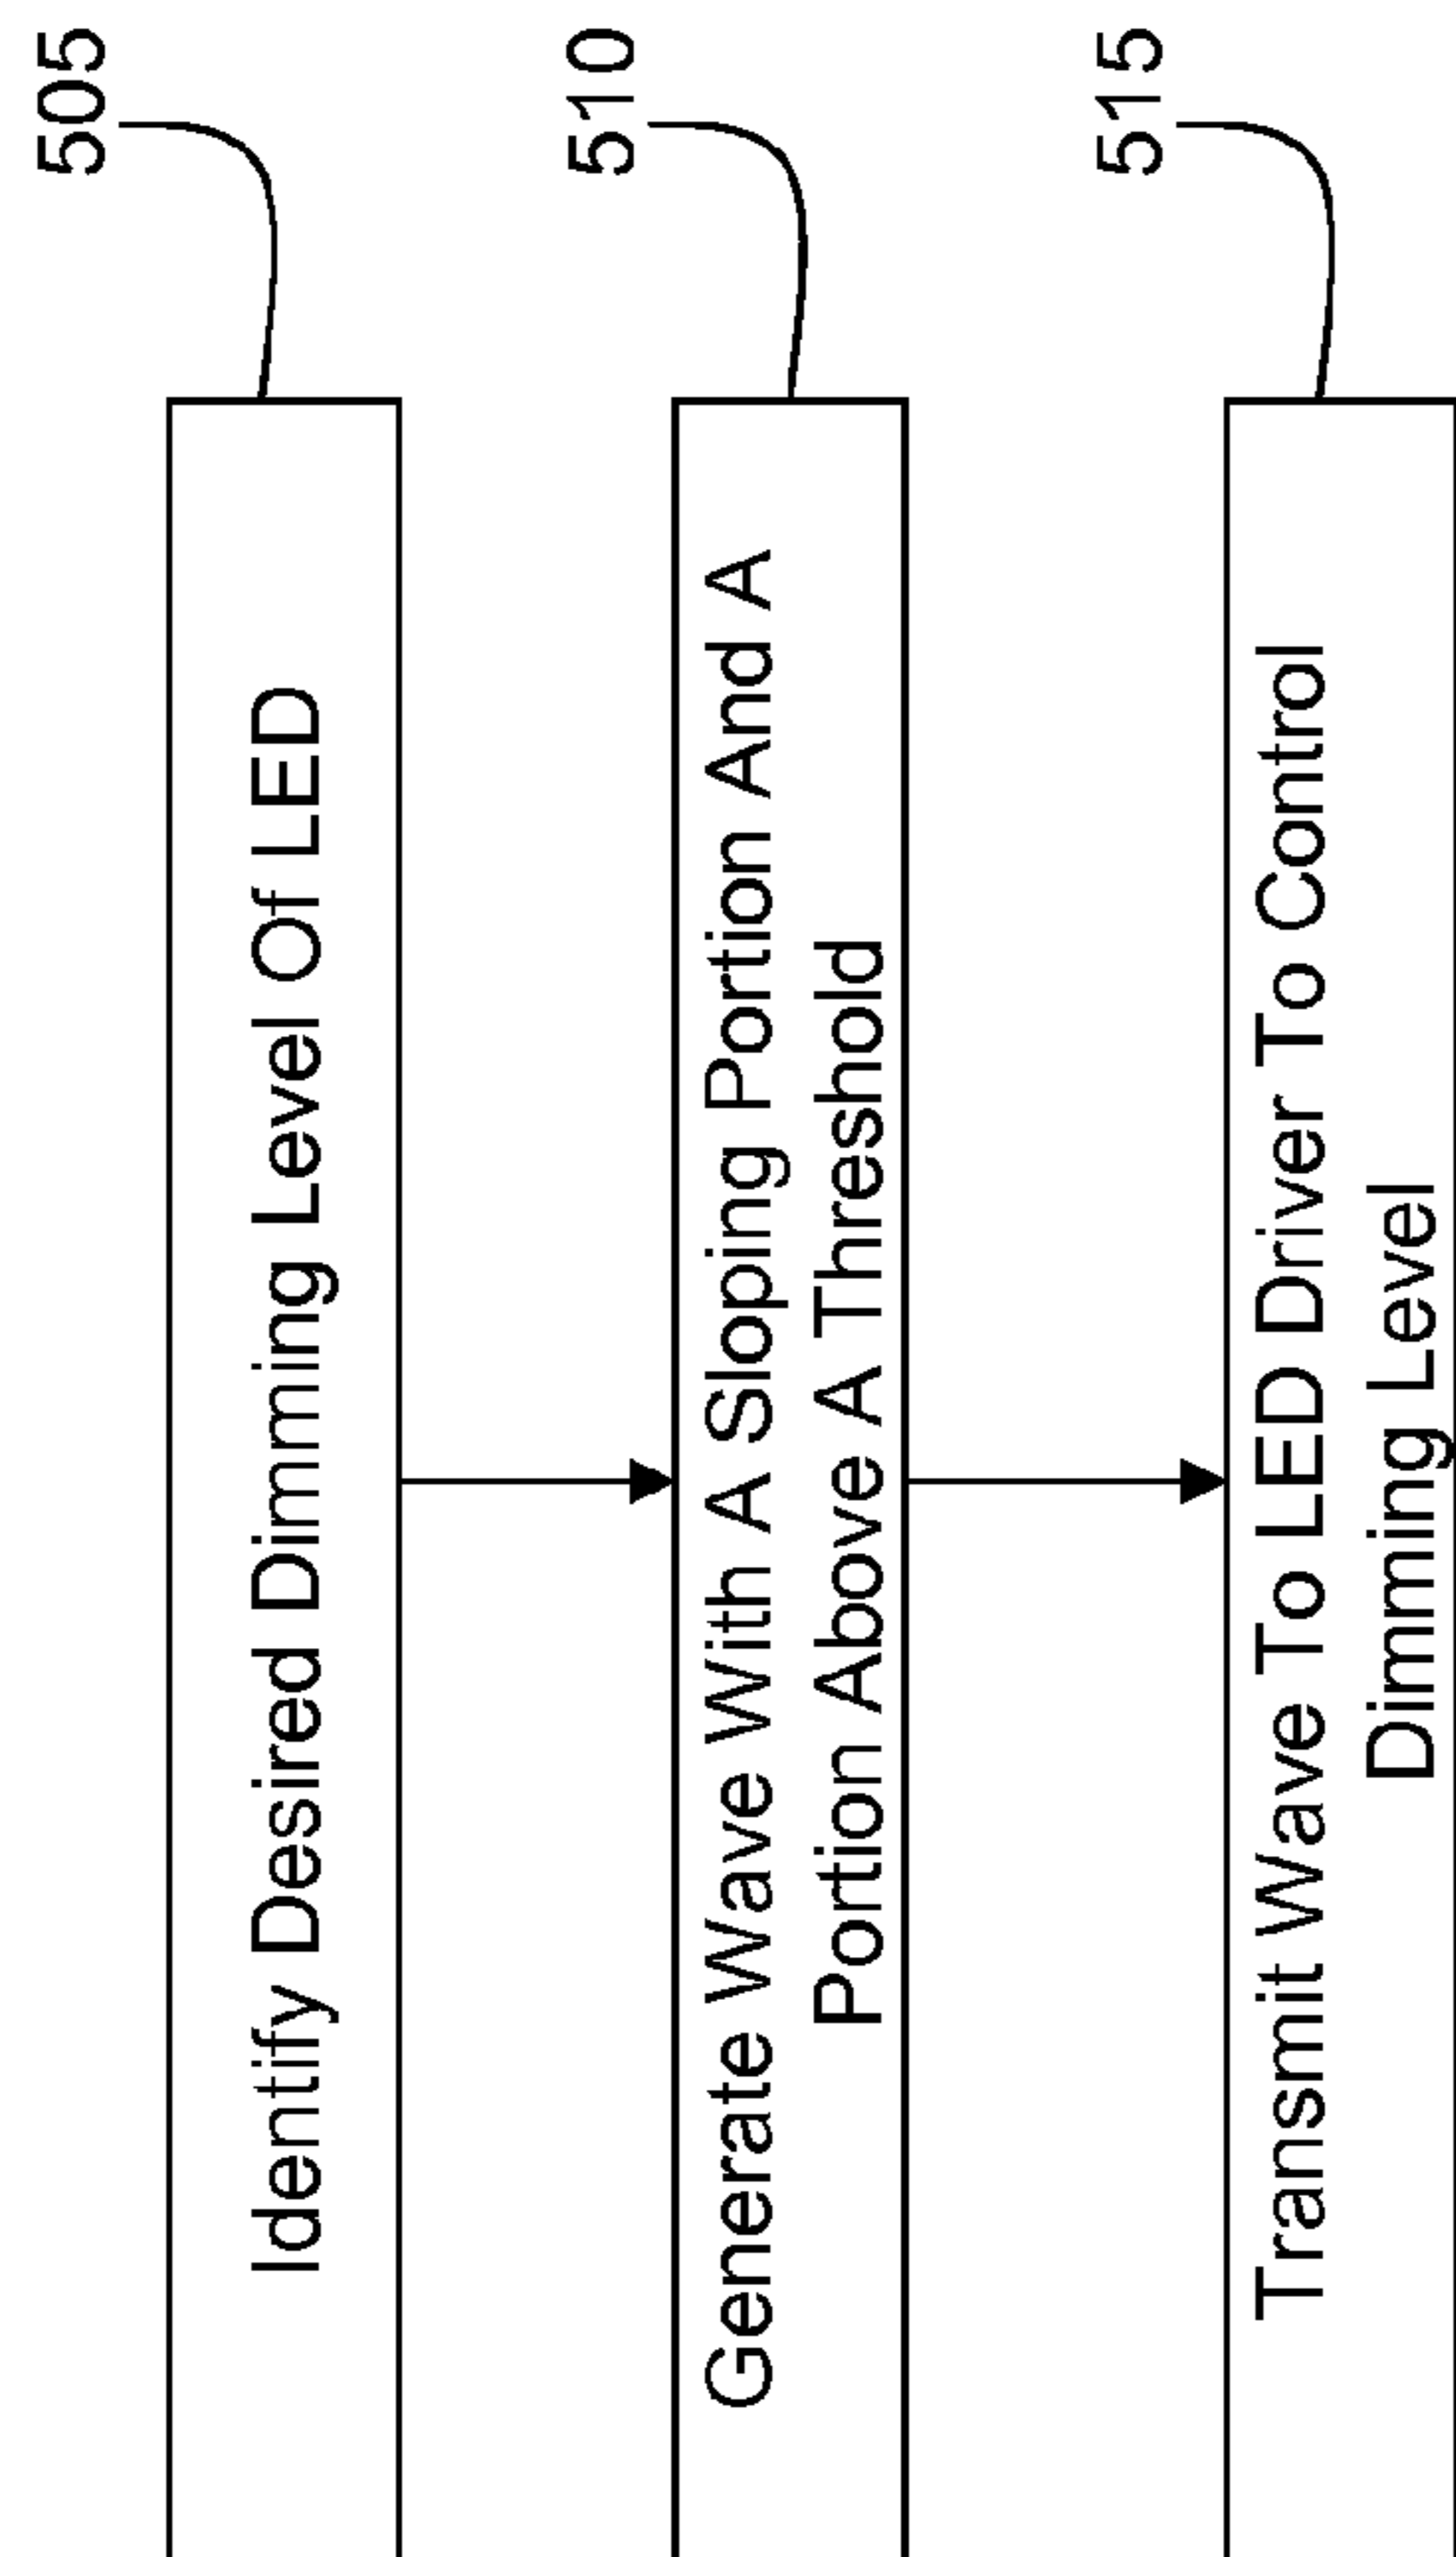 505
Identify Desired Dimming Level Of LED
510
Generate Wave With A Sloping Portion And A
Portion Above A Threshold
515
Transmit Wave To LED Driver To Control
Dimming Level